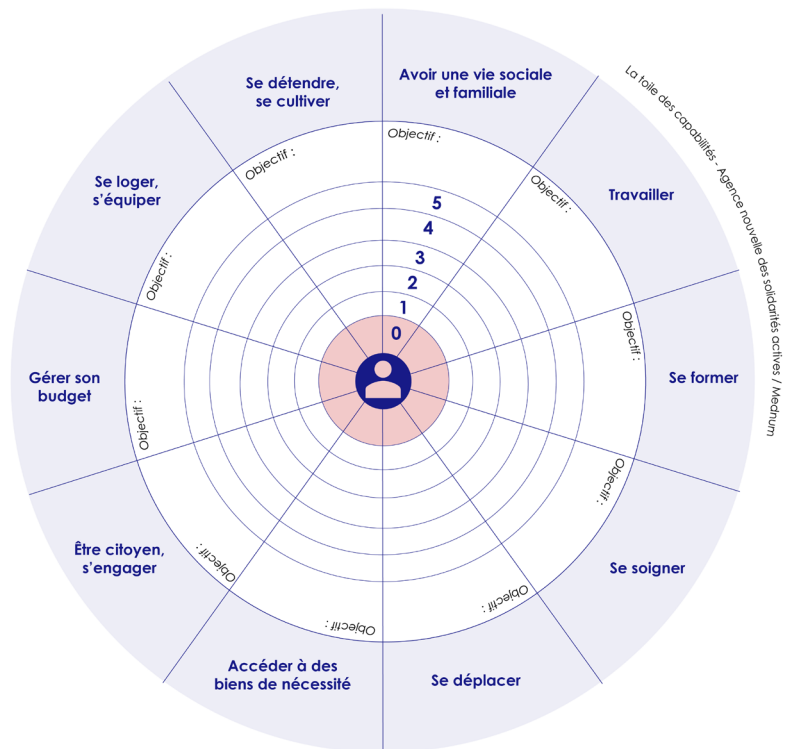 Avoir une vie sociale
et familiale
Objectif :
Travailler
Objectif :
Se former
Objectif :
Se soigner
Objectif :
Se déplacer
Objectif :
Accéder à des
biens de nécessité
Objectif :
Être citoyen,
s'engager
Objectif :
Gérer son
budget
Objectif :
Se loger,
s'équiper
Objectif :
Se détendre,
se cultiver
Objectif :
5
4
3
2
1
0
La toile des capabilités - Agence nouvelle des solidarités actives / Mednum